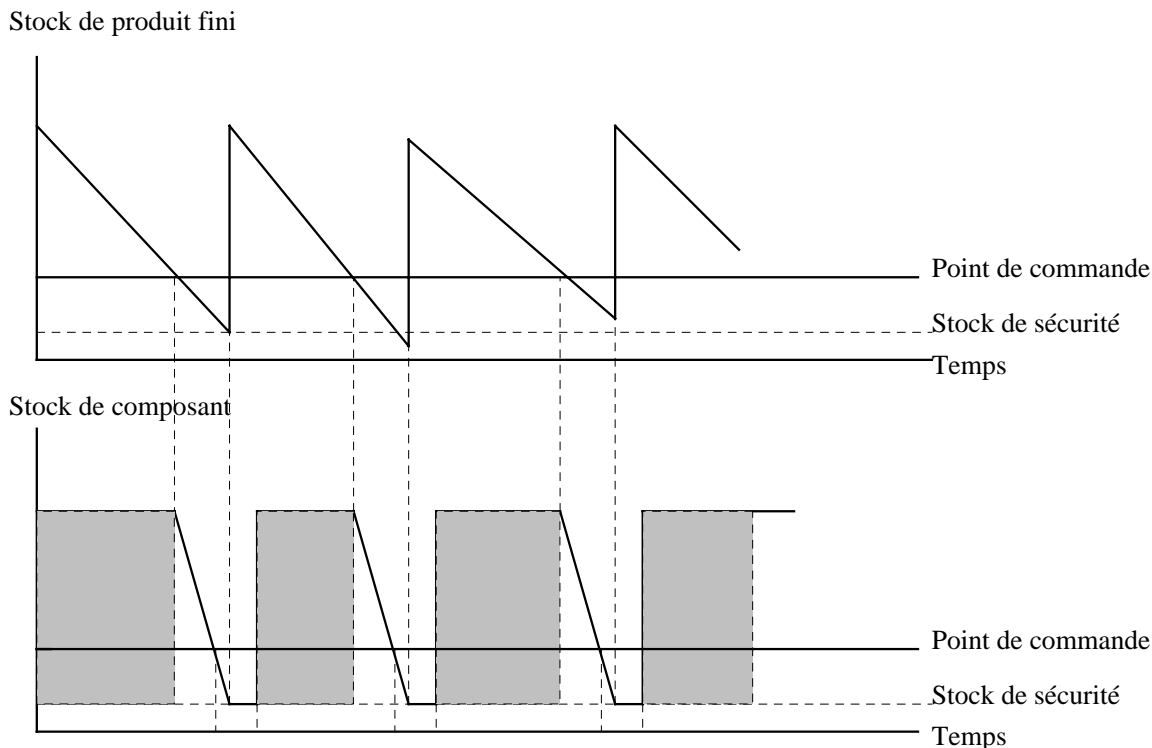 Stock de produit fini
Point de commande
Stock de sécurité
Temps
Stock de composant
Point de commande
Stock de sécurité
Temps